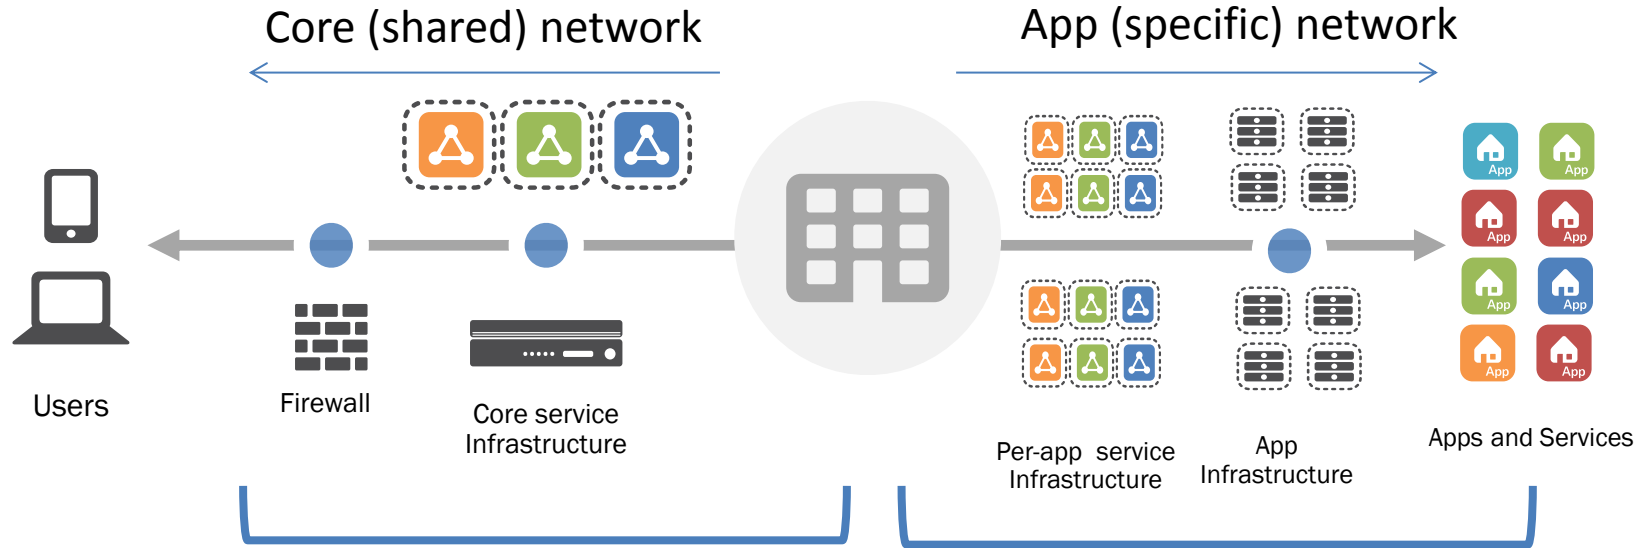 Core (shared) network
App (specific) network
App
App
App
App
App
App
App
App
Users
Firewall
Core service
Infrastructure
Per-app service
Infrastructure
App
Infrastructure
Apps and Services